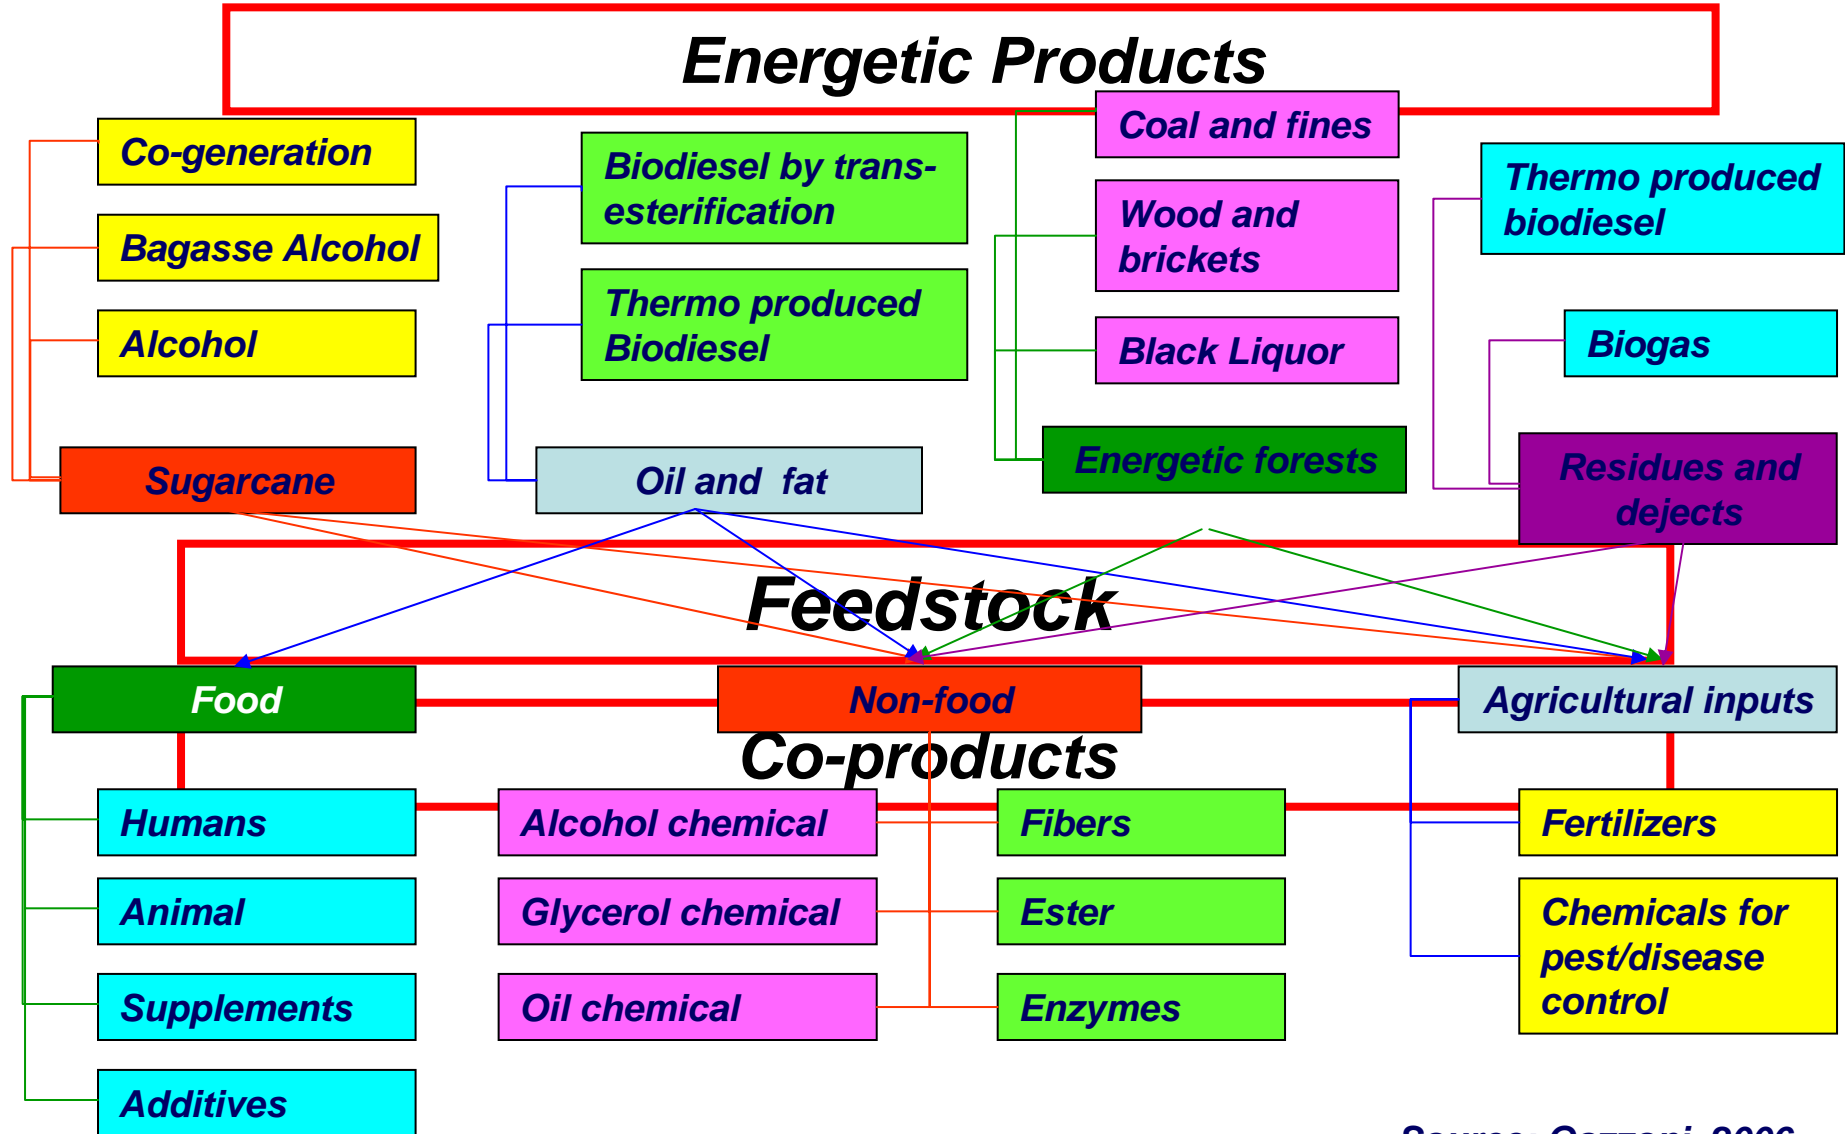 Energetic Products
Co-generation
Bagasse Alcohol
Alcohol
Sugarcane
Biodiesel by trans-
esterification
Thermo produced
Biodiesel
Oil and fat
Coal and fines
Wood and
brickets
Black Liquor
Energetic forests
Thermo produced
biodiesel
Biogas
Residues and
dejects
Feedstock
Food
Non-food
Agricultural inputs
Co-products
Humans
Animal
Supplements
Additives
Alcohol chemical
Glycerol chemical
Oil chemical
Fibers
Ester
Enzymes
Fertilizers
Chemicals for
pest/disease
control
Source: 2006